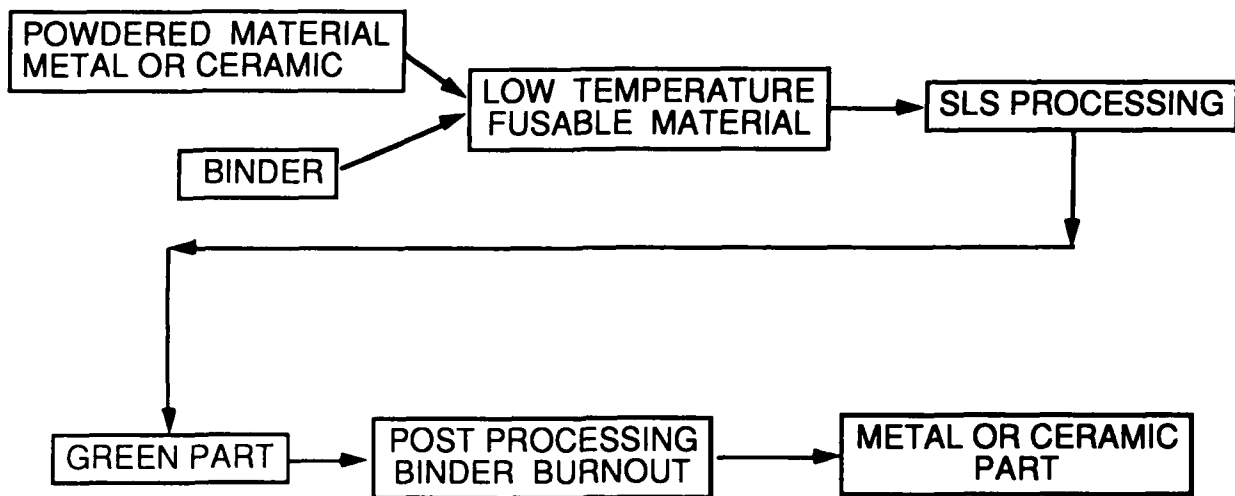 POWDERED MATERIAL
METAL OR CERAMIC
BINDER
LOW TEMPERATURE
FUSABLE MATERIAL
SLS PROCESSING
GREEN PART
POST PROCESSING
BINDER BURNOUT
METAL OR CERAMIC
PART